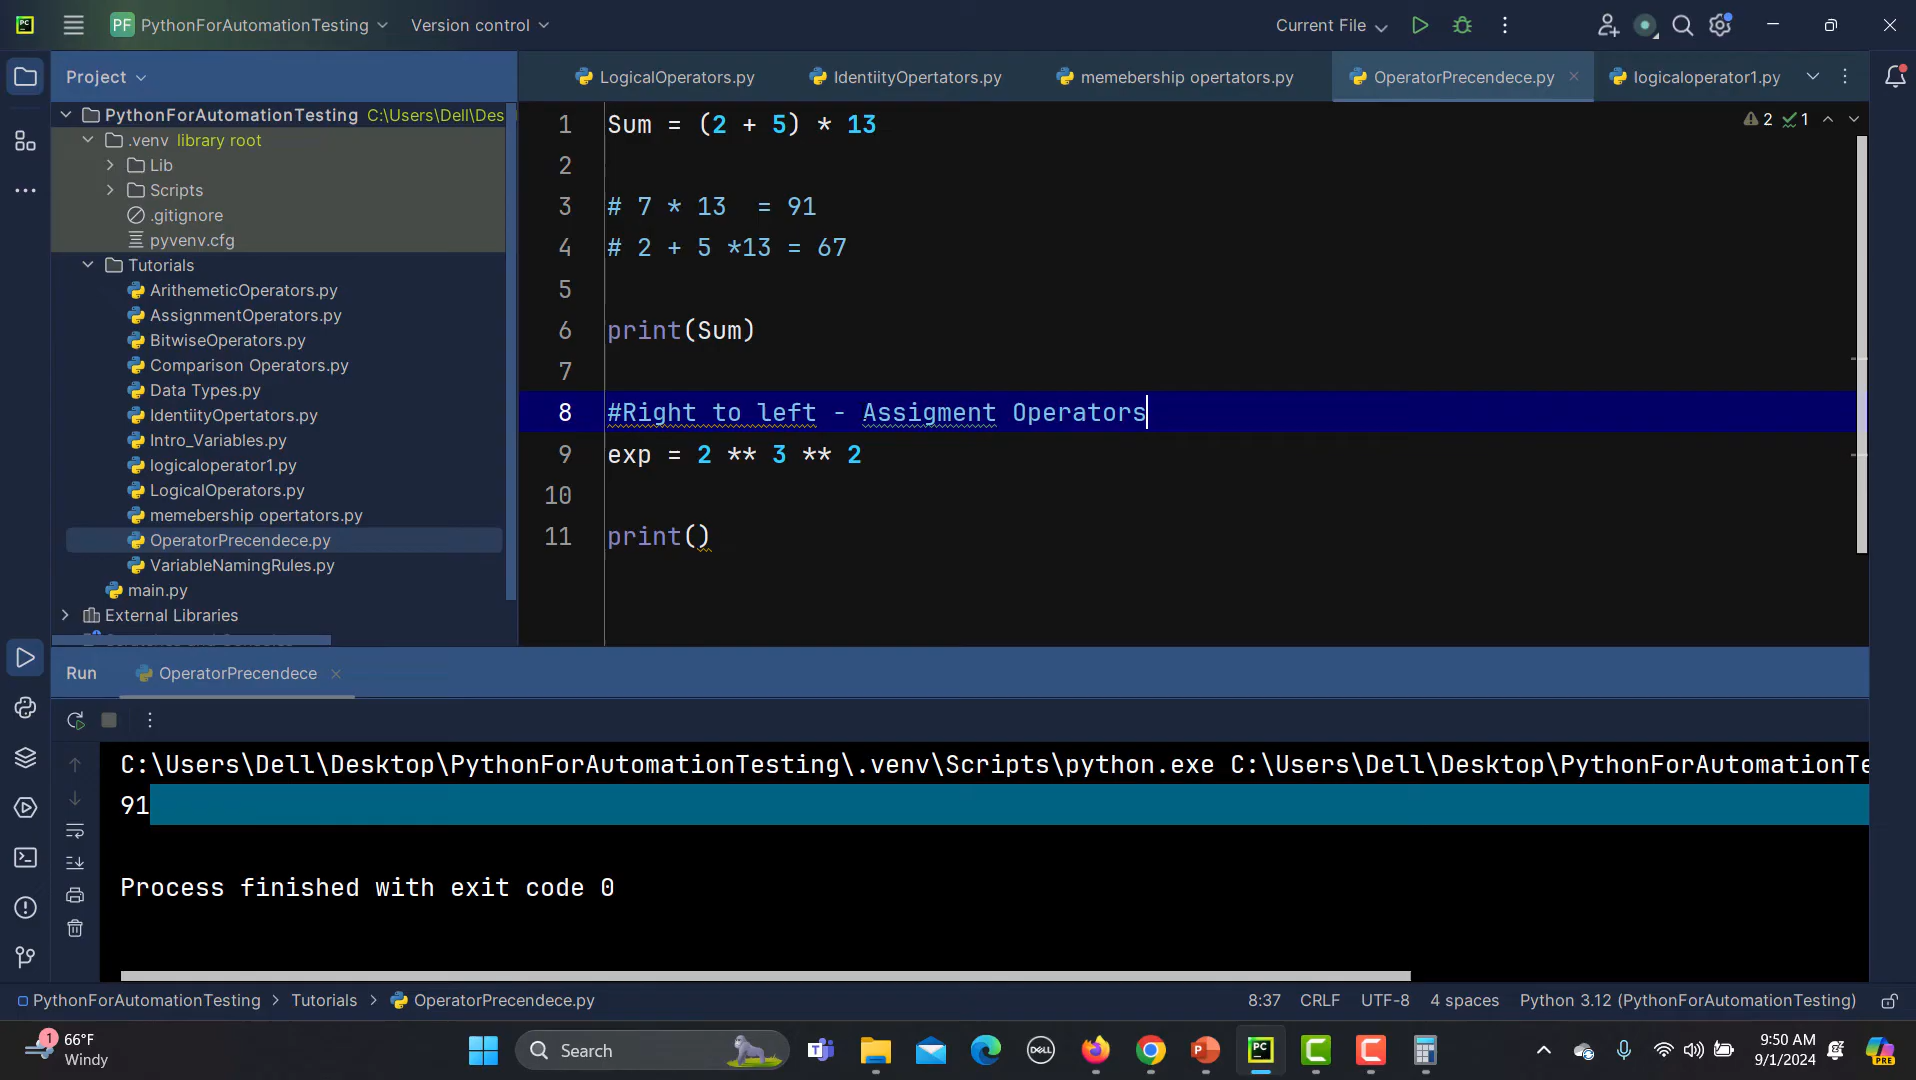 PC PF PythonForAutomationTesting Version control Current File
Project
LogicalOperators.py IdentiityOpertators.py memebership opertators.py OperatorPrecendece.py logicaloperator1.py
PythonForAutomationTesting C:\Users\Dell\Des
.venv library root
Lib
Scripts
.gitignore
pyvenv.cfg
Tutorials
ArithemeticOperators.py
AssignmentOperators.py
BitwiseOperators.py
Comparison Operators.py
Data Types.py
IdentiityOpertators.py
Intro_Variables.py
logicaloperator1.py
LogicalOperators.py
memebership opertators.py
OperatorPrecendece.py
VariableNamingRules.py
main.py
External Libraries
2 1
1 Sum = (2 + 5) * 13
2
3 # 7 * 13  = 91
4 # 2 + 5 *13 = 67
5
6 print(Sum)
7
8 #Right to left - Assigment Operators
9 exp = 2 ** 3 ** 2
10
11 print()
Run OperatorPrecendece
C:\Users\Dell\Desktop\PythonForAutomationTesting\.venv\Scripts\python.exe C:\Users\Dell\Desktop\PythonForAutomationTe
91
Process finished with exit code 0
PythonForAutomationTesting > Tutorials > OperatorPrecendece.py 8:37 CRLF UTF-8 4 spaces Python 3.12 (PythonForAutomationTesting)
1 66°F
Windy
Search
DELL
PC
9:50 AM
9/1/2024
PRE